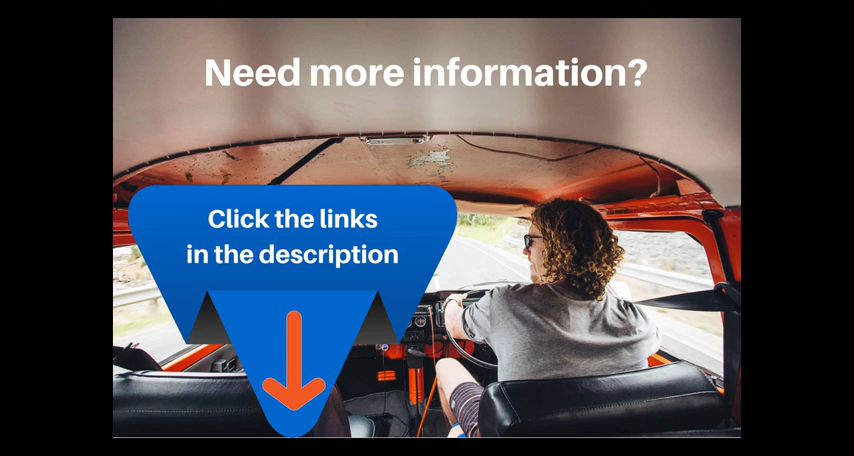 Need more information?
Click the links
in the description